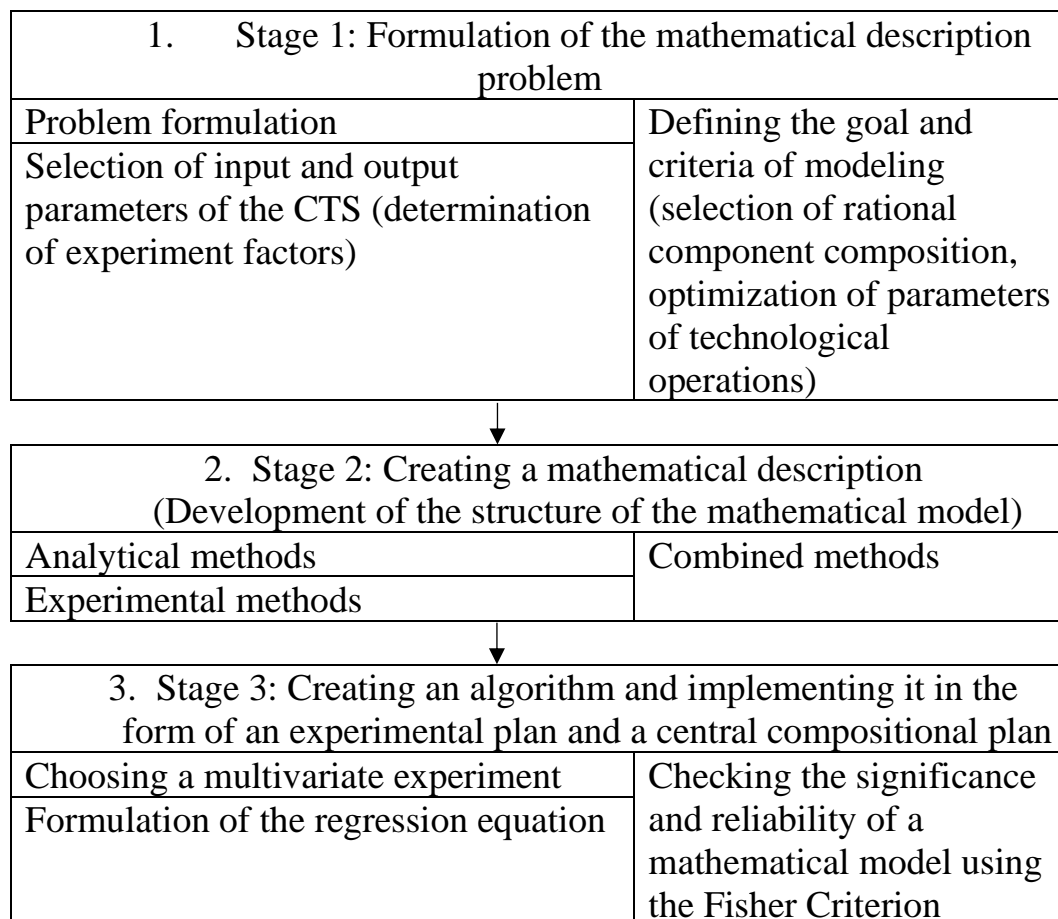 1. Stage 1: Formulation of the mathematical description
problem
Problem formulation
Selection of input and output
parameters of the CTS (determination
of experiment factors)
Defining the goal and
criteria of modeling
(selection of rational
component composition,
optimization of parameters
of technological
operations)
2. Stage 2: Creating a mathematical description
(Development of the structure of the mathematical model)
Analytical methods
Experimental methods
Combined methods
3. Stage 3: Creating an algorithm and implementing it in the
form of an experimental plan and a central compositional plan
Choosing a multivariate experiment
Formulation of the regression equation
Checking the significance
and reliability of a
mathematical model using
the Fisher Criterion